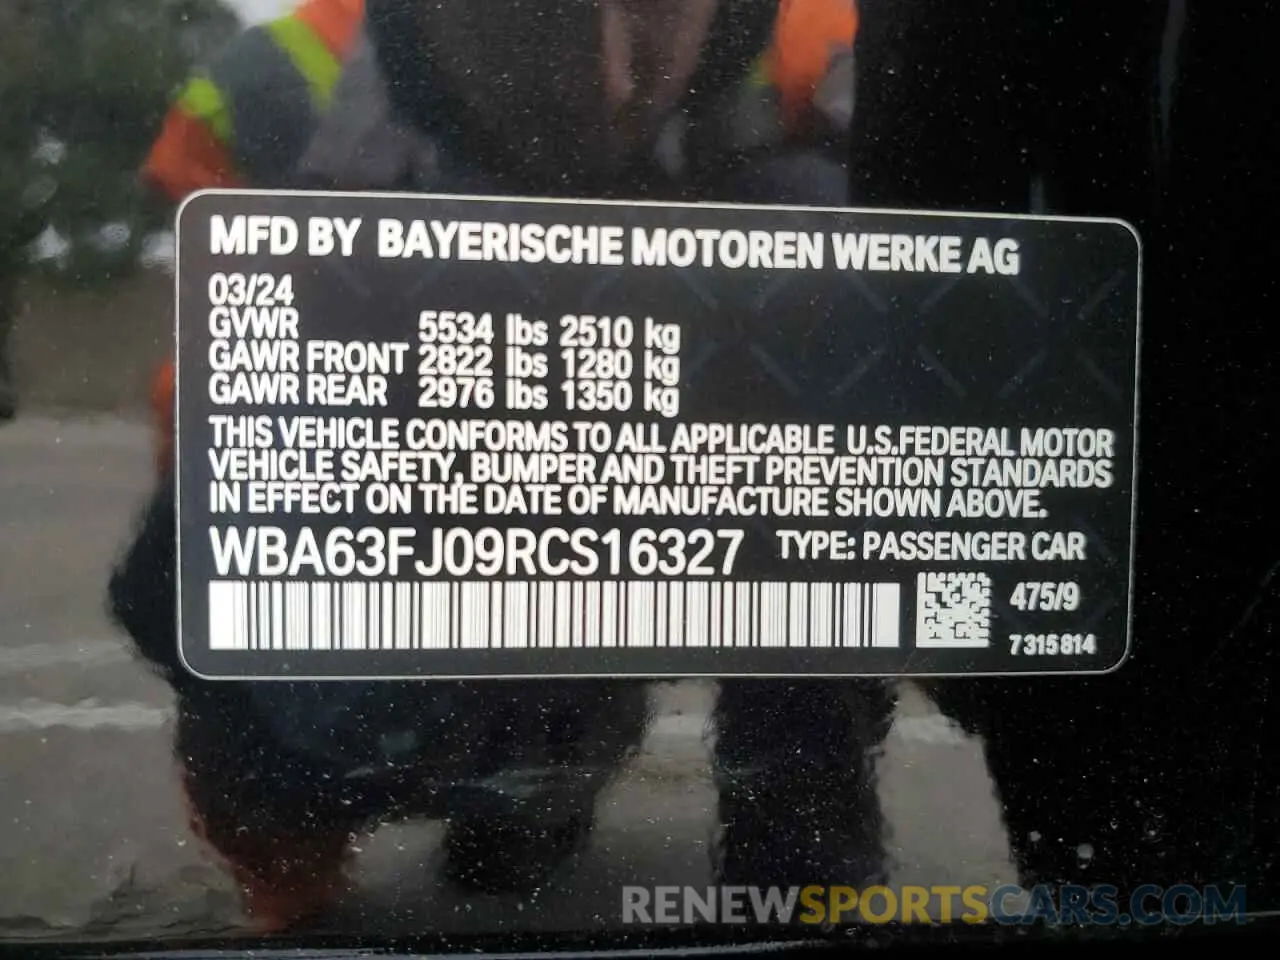 MFD BY BAYERISCHE MOTOREN WERKE AG
03/24
GVWR 5534 lbs 2510 kg
GAWR FRONT 2822 lbs 1280 kg
GAWR REAR 2976 lbs 1350 kg
THIS VEHICLE CONFORMS TO ALL APPLICABLE U.S.FEDERAL MOTOR
VEHICLE SAFETY, BUMPER AND THEFT PREVENTION STANDARDS
IN EFFECT ON THE DATE OF MANUFACTURE SHOWN ABOVE.
WBA63FJ09RCS16327 TYPE: PASSENGER CAR
475/9
7315814
RENEWSPORTSCARS.COM